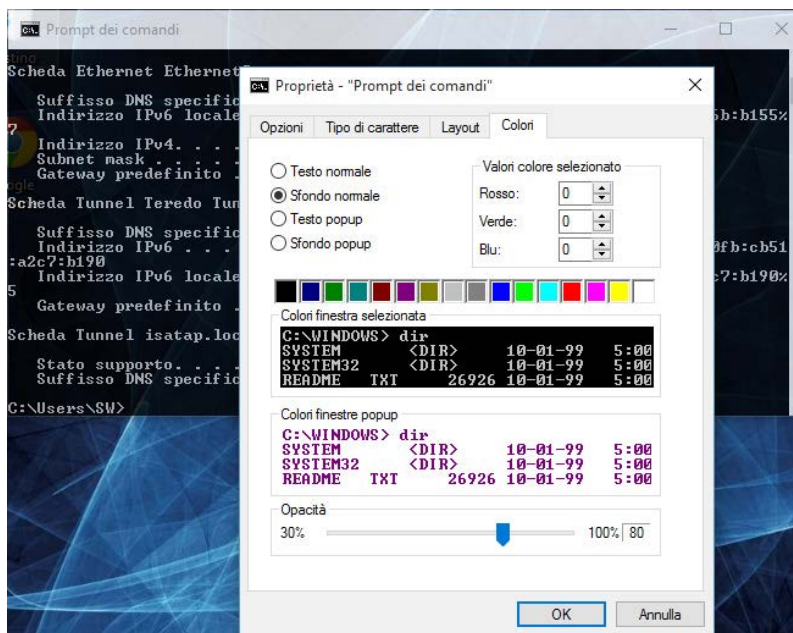 Prompt dei comandi
Scheda Ethernet Ethernet
Suffisso DNS specific
Indirizzo IPv6 locale
5b:b155%
7
Indirizzo IPv4. . . .
Subnet mask . . . . .
Gateway predefinito .
Scheda Tunnel Teredo Tun
Suffisso DNS specific
Indirizzo IPv6 . . .
0fb:cb51
:a2c7:b190
Indirizzo IPv6 locale
c7:b190%
5
Gateway predefinito .
Scheda Tunnel isatap.loc
Stato supporto. . . .
Suffisso DNS specific
C:\Users\SW>
Proprietà - "Prompt dei comandi"
Opzioni Tipo di carattere Layout Colori
Testo normale
Sfondo normale
Testo popup
Sfondo popup
Valori colore selezionato
Rosso: 0
Verde: 0
Blu: 0
Colori finestra selezionata
C:\WINDOWS> dir
SYSTEM <DIR> 10-01-99 5:00
SYSTEM32 <DIR> 10-01-99 5:00
README TXT 26926 10-01-99 5:00
Colori finestre popup
C:\WINDOWS> dir
SYSTEM <DIR> 10-01-99 5:00
SYSTEM32 <DIR> 10-01-99 5:00
README TXT 26926 10-01-99 5:00
Opacità
30% 100% 80
OK Annulla